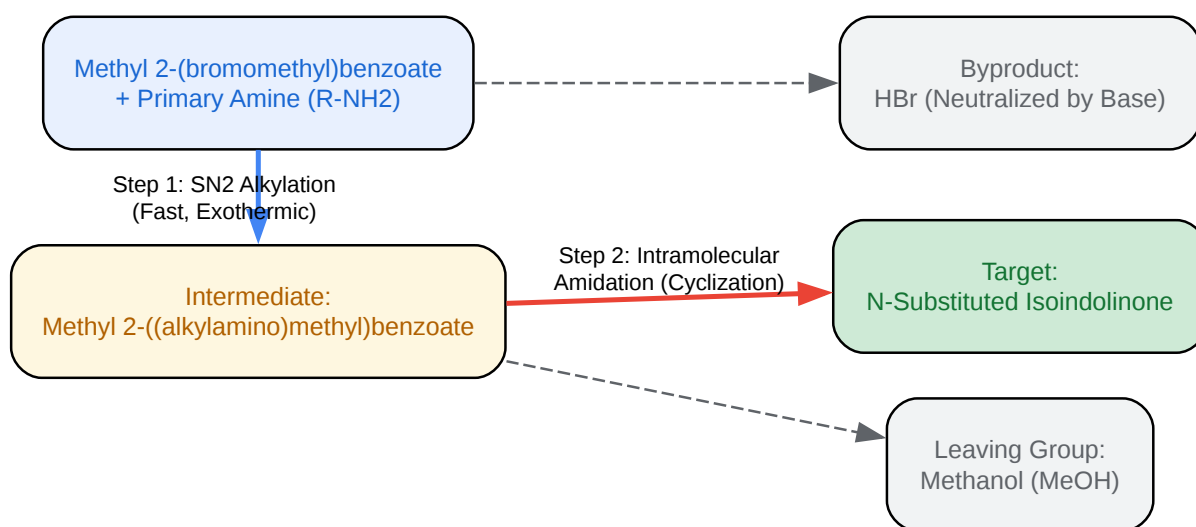 Methyl 2-(bromomethyl)benzoate
+ Primary Amine (R-NH2)
Byproduct:
HBr (Neutralized by Base)
Step 1: SN2 Alkylation
(Fast, Exothermic)
Step 2: Intramolecular
Amidation (Cyclization)
Intermediate:
Methyl 2-((alkylamino)methyl)benzoate
Target:
N-Substituted Isoindolinone
Leaving Group:
Methanol (MeOH)